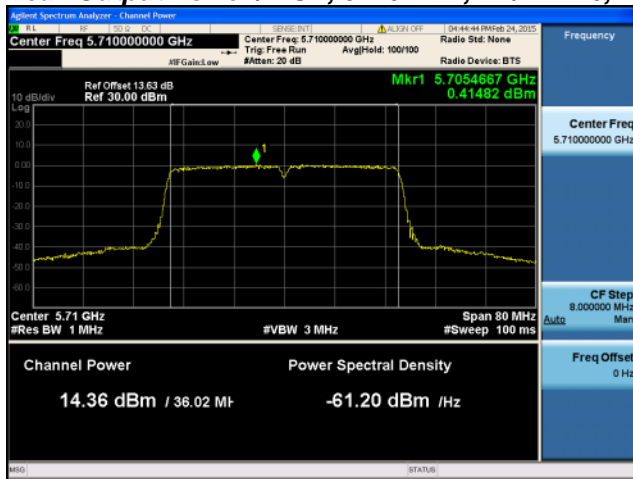 Agilent Spectrum Analyzer - Channel Power
RL RF 50 Ω DC SENSE:INT ALIGN OFF 04:44:44 PM Feb 24, 2015
Center Freq 5.710000000 GHz
Center Freq: 5.710000000 GHz
Radio Std: None
Trig: Free Run Avg|Hold: 100/100
#IFGain:Low #Atten: 20 dB Radio Device: BTS
Frequency
Mkr1 5.7054667 GHz
0.41482 dBm
Ref Offset 13.63 dB
10 dB/div Ref 30.00 dBm
Log
20.0
10.0
0.00
-10.0
-20.0
-30.0
-40.0
-50.0
-60.0
1
Center Freq
5.710000000 GHz
Center 5.71 GHz Span 80 MHz
#Res BW 1 MHz #VBW 3 MHz #Sweep 100 ms
CF Step
8.000000 MHz
Auto Man
Freq Offset
0 Hz
Channel Power Power Spectral Density
14.36 dBm / 36.02 MH -61.20 dBm /Hz
MSG STATUS